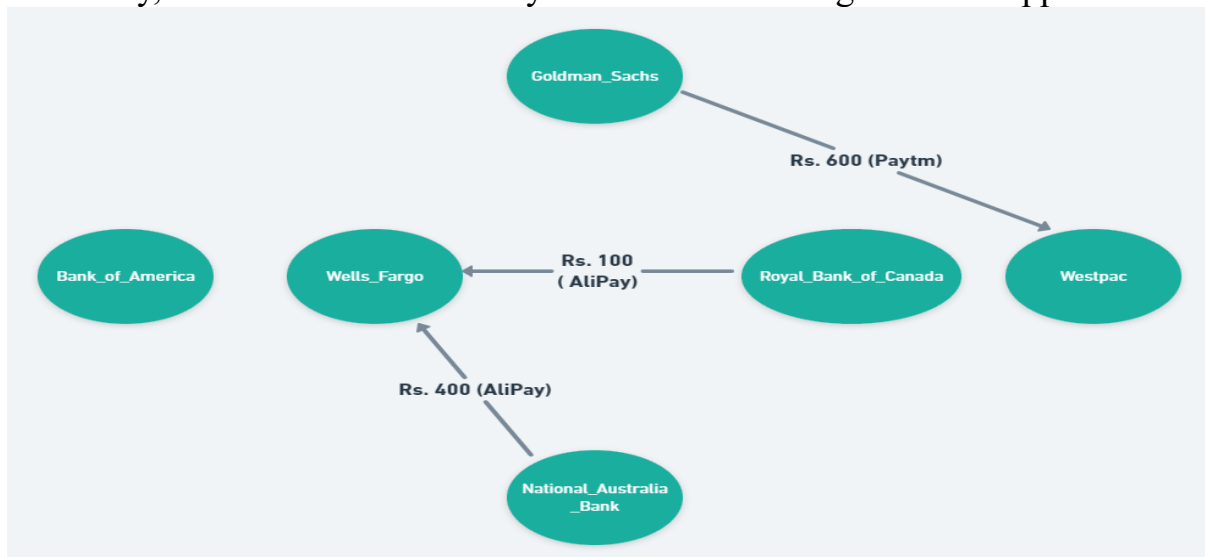 Goldman_Sachs
Rs. 600 (Paytm)
Bank_of_America
Wells_Fargo
Rs. 100
( AliPay)
Royal_Bank_of_Canada
Westpac
Rs. 400 (AliPay)
National_Australia
_Bank